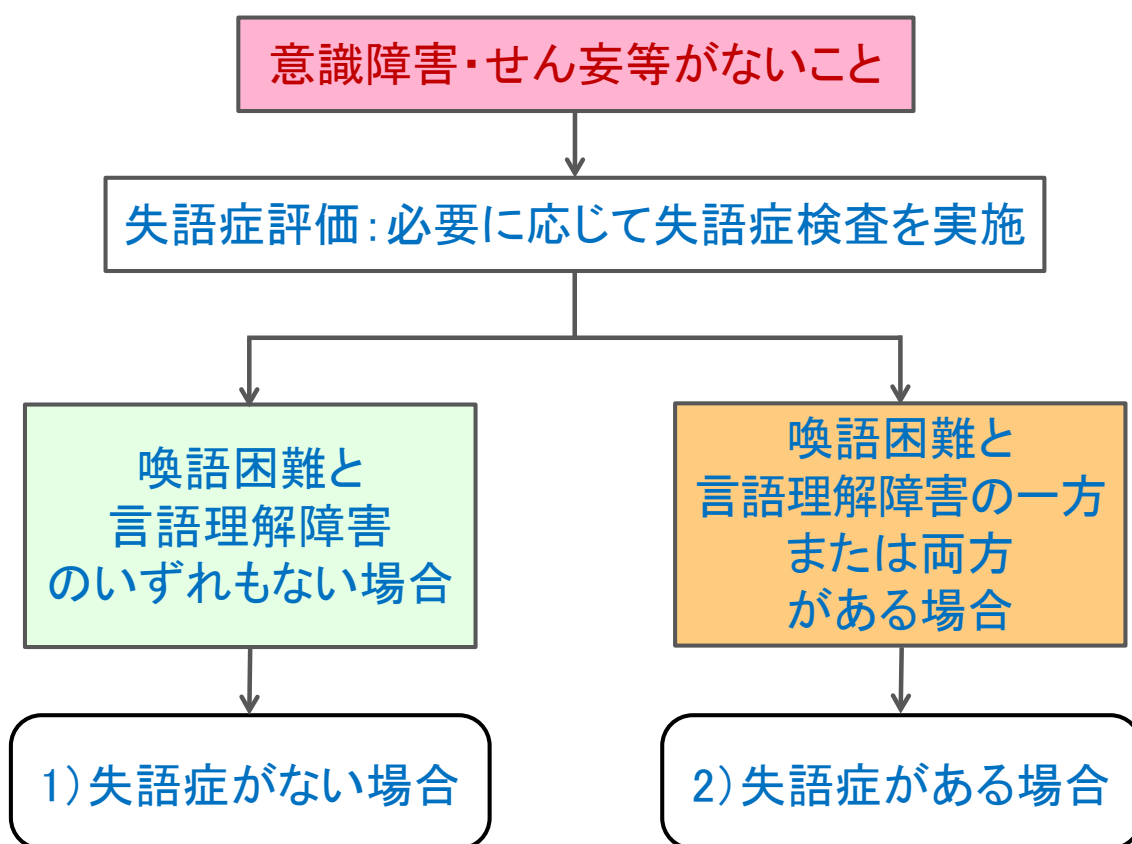 意識障害・せん妄等がないこと
失語症評価：必要に応じて失語症検査を実施
喚語困難と
言語理解障害
のいずれもない場合
喚語困難と
言語理解障害の一方
または両方
がある場合
1）失語症がない場合
2）失語症がある場合